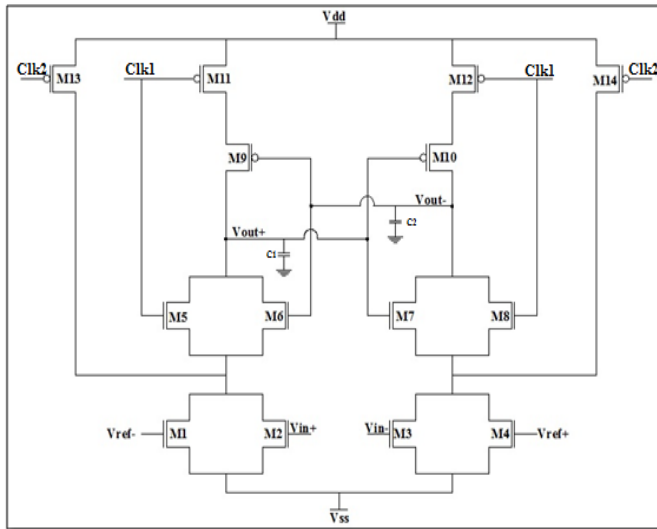 Vdd
Clk2 M13 Clk1 M11 M12 Clk1 M14 Clk2
M9 M10
Vout-
Vout+ C1 C2
M5 M6 M7 M8
Vref- M1 M2 Vin+ Vin- M3 M4 Vref+
Vss